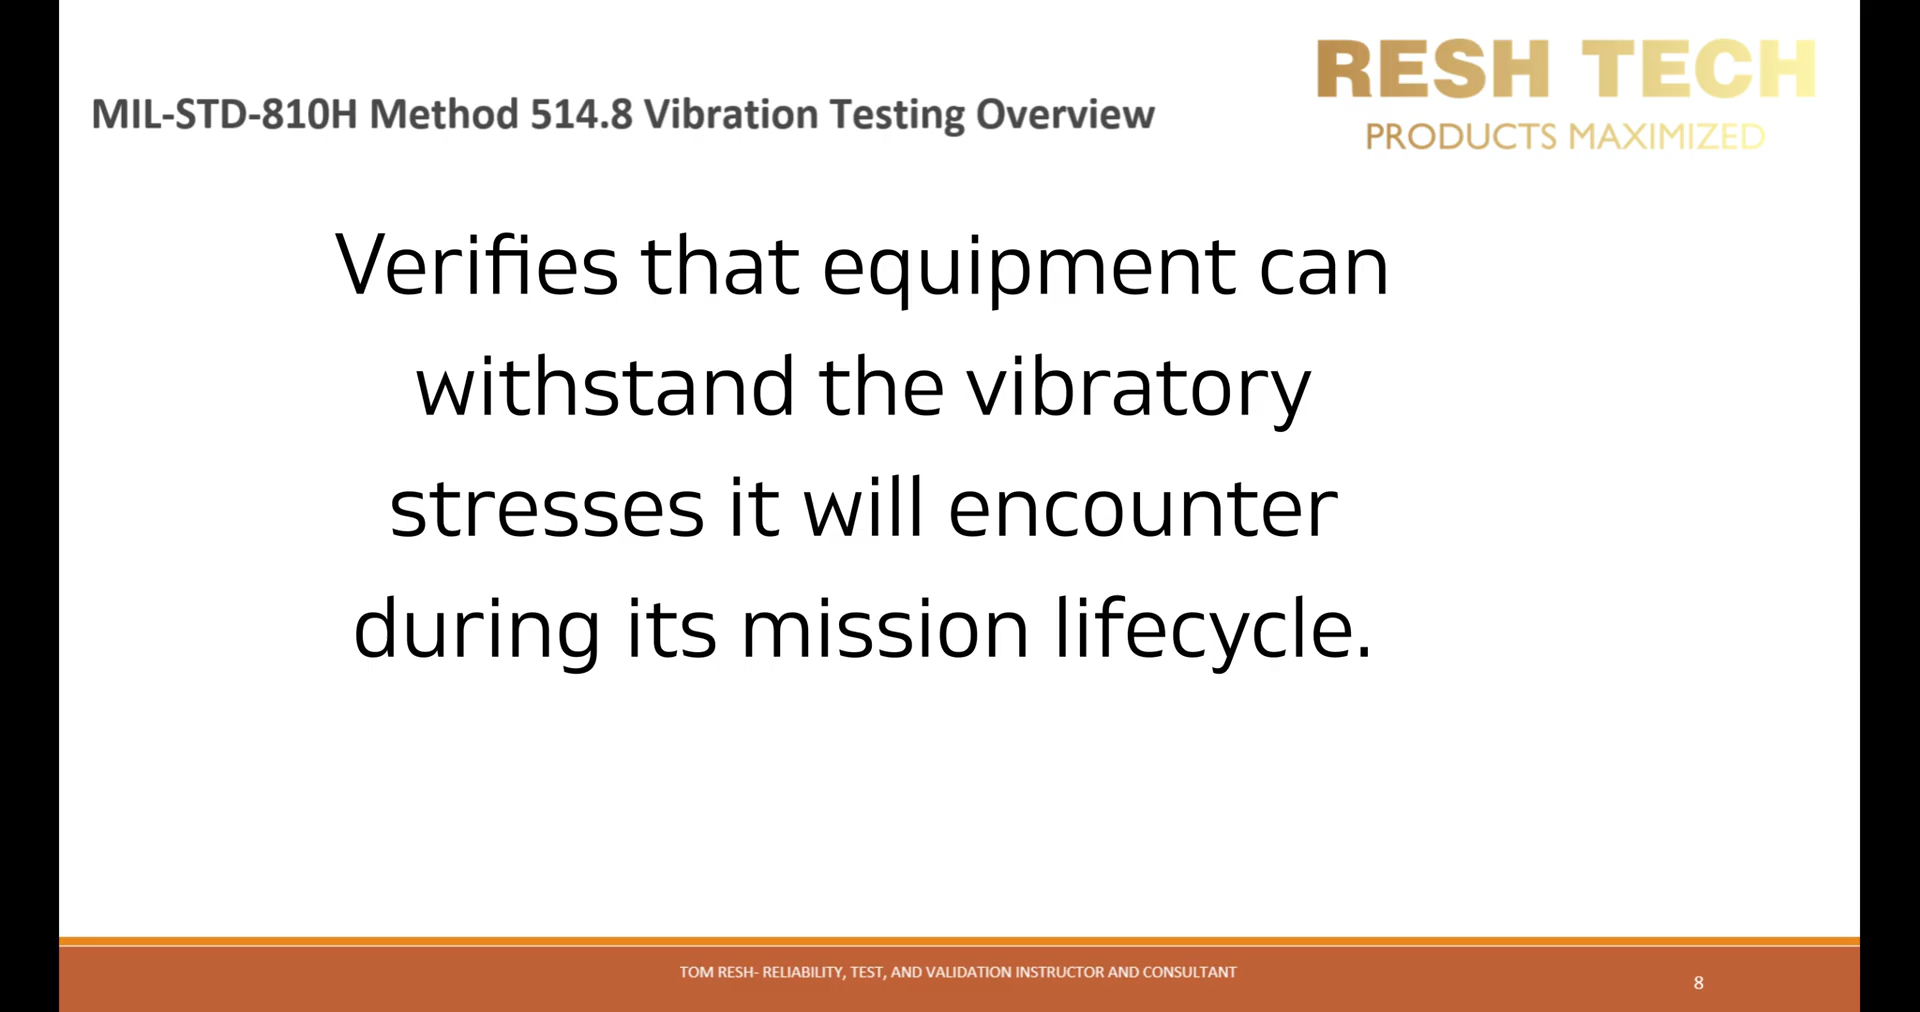 RESH TECH
PRODUCTS MAXIMIZED
MIL-STD-810H Method 514.8 Vibration Testing Overview
Verifies that equipment can
withstand the vibratory
stresses it will encounter
during its mission lifecycle.
TOM RESH- RELIABILITY, TEST, AND VALIDATION INSTRUCTOR AND CONSULTANT
8